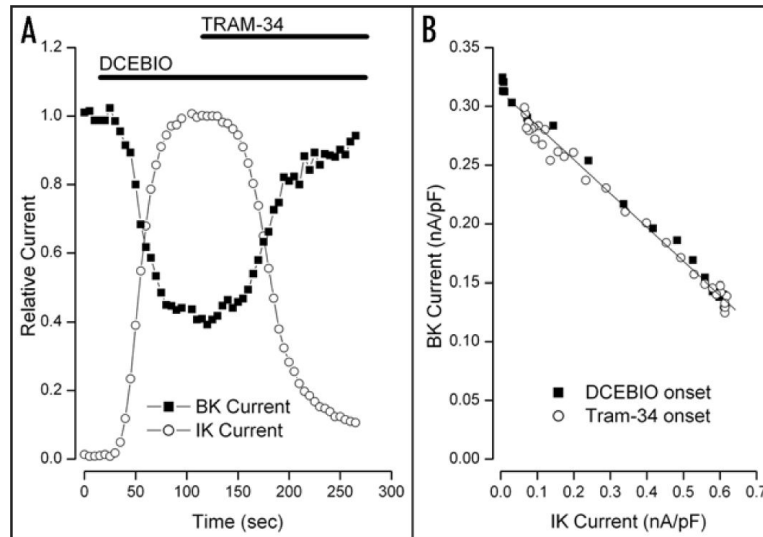 A
TRAM-34
DCEBIO
1.2
1.0
0.8
0.6
0.4
0.2
0.0
Relative Current
BK Current
IK Current
0 50 100 150 200 250 300
Time (sec)
B
0.35
0.30
0.25
0.20
0.15
0.10
0.05
0.00
BK Current (nA/pF)
DCEBIO onset
Tram-34 onset
0.0 0.1 0.2 0.3 0.4 0.5 0.6 0.7
IK Current (nA/pF)